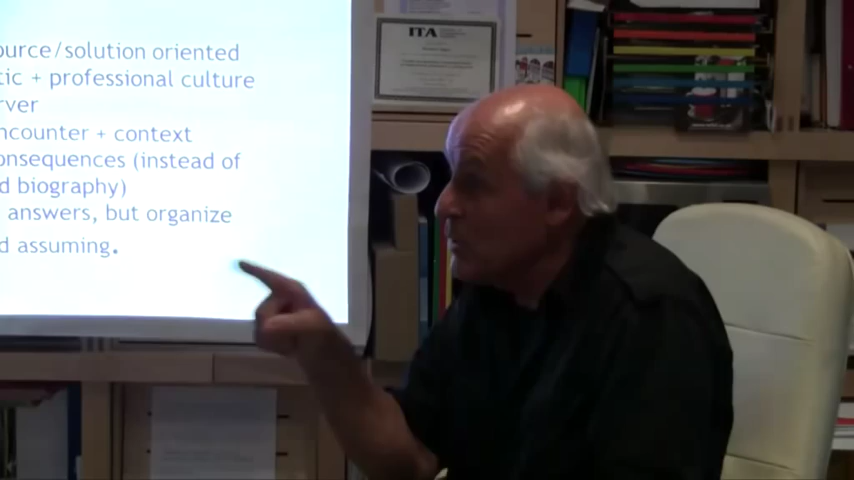 ource/solution oriented
tic + professional culture
rver
ncounter + context
onsequences (instead of
d biography)
answers, but organize
d assuming.
ITA